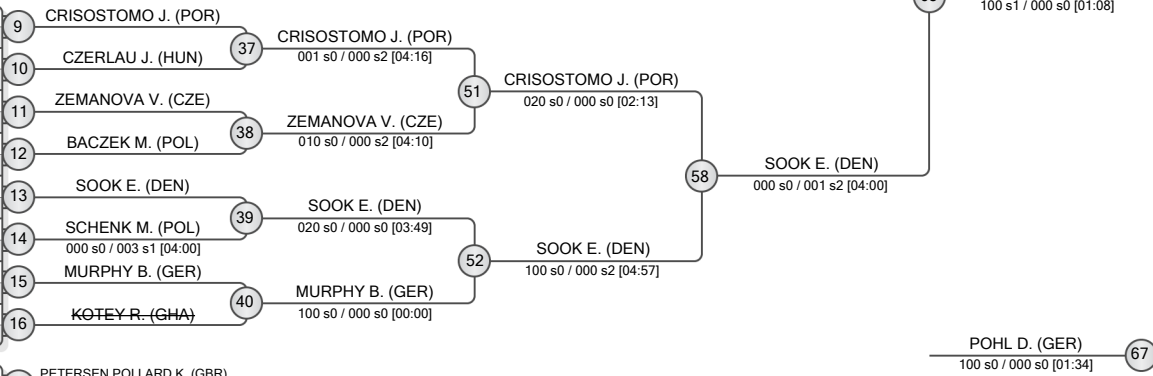 100 s1 / 000 s0 [01:08]
9
CRISOSTOMO J. (POR)
37
CRISOSTOMO J. (POR)
001 s0 / 000 s2 [04:16]
10
CZERLAU J. (HUN)
51
CRISOSTOMO J. (POR)
020 s0 / 000 s0 [02:13]
11
ZEMANOVA V. (CZE)
38
ZEMANOVA V. (CZE)
010 s0 / 000 s2 [04:10]
12
BACZEK M. (POL)
58
SOOK E. (DEN)
000 s0 / 001 s2 [04:00]
13
SOOK E. (DEN)
39
SOOK E. (DEN)
020 s0 / 000 s0 [03:49]
14
SCHENK M. (POL)
000 s0 / 003 s1 [04:00]
52
SOOK E. (DEN)
100 s0 / 000 s2 [04:57]
15
MURPHY B. (GER)
40
MURPHY B. (GER)
100 s0 / 000 s0 [00:00]
16
KOTEY R. (GHA)
POHL D. (GER)
100 s0 / 000 s0 [01:34]
67
PETERSEN POLLARD K. (GBR)